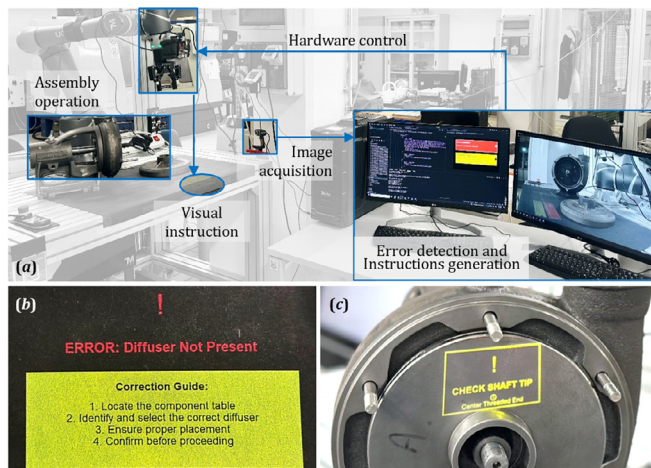 Hardware control
Assembly
operation
Image
acquisition
Visual
instruction
Error detection and
Instructions generation
(a)
(b)
!
ERROR: Diffuser Not Present
Correction Guide:
1. Locate the component table
2. Identify and select the correct diffuser
3. Ensure proper placement
4. Confirm before proceeding
(c)
!
CHECK SHAFT TIP
Center Threaded End
A